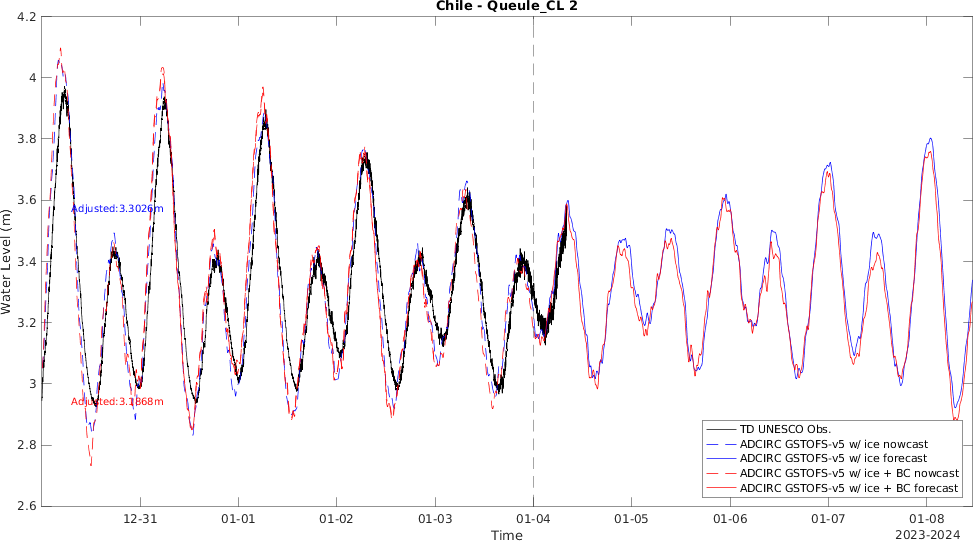 Chile - Queule_CL 2
4.2
4
3.8
3.6
3.4
3.2
3
2.8
2.6
Water Level (m)
Adjusted:3.3026m
Adjusted:3.1868m
TD UNESCO Obs.
ADCIRC GSTOFS-v5 w/ ice nowcast
ADCIRC GSTOFS-v5 w/ ice forecast
ADCIRC GSTOFS-v5 w/ ice + BC nowcast
ADCIRC GSTOFS-v5 w/ ice + BC forecast
12-31 01-01 01-02 01-03 01-04 01-05 01-06 01-07 01-08
Time
2023-2024